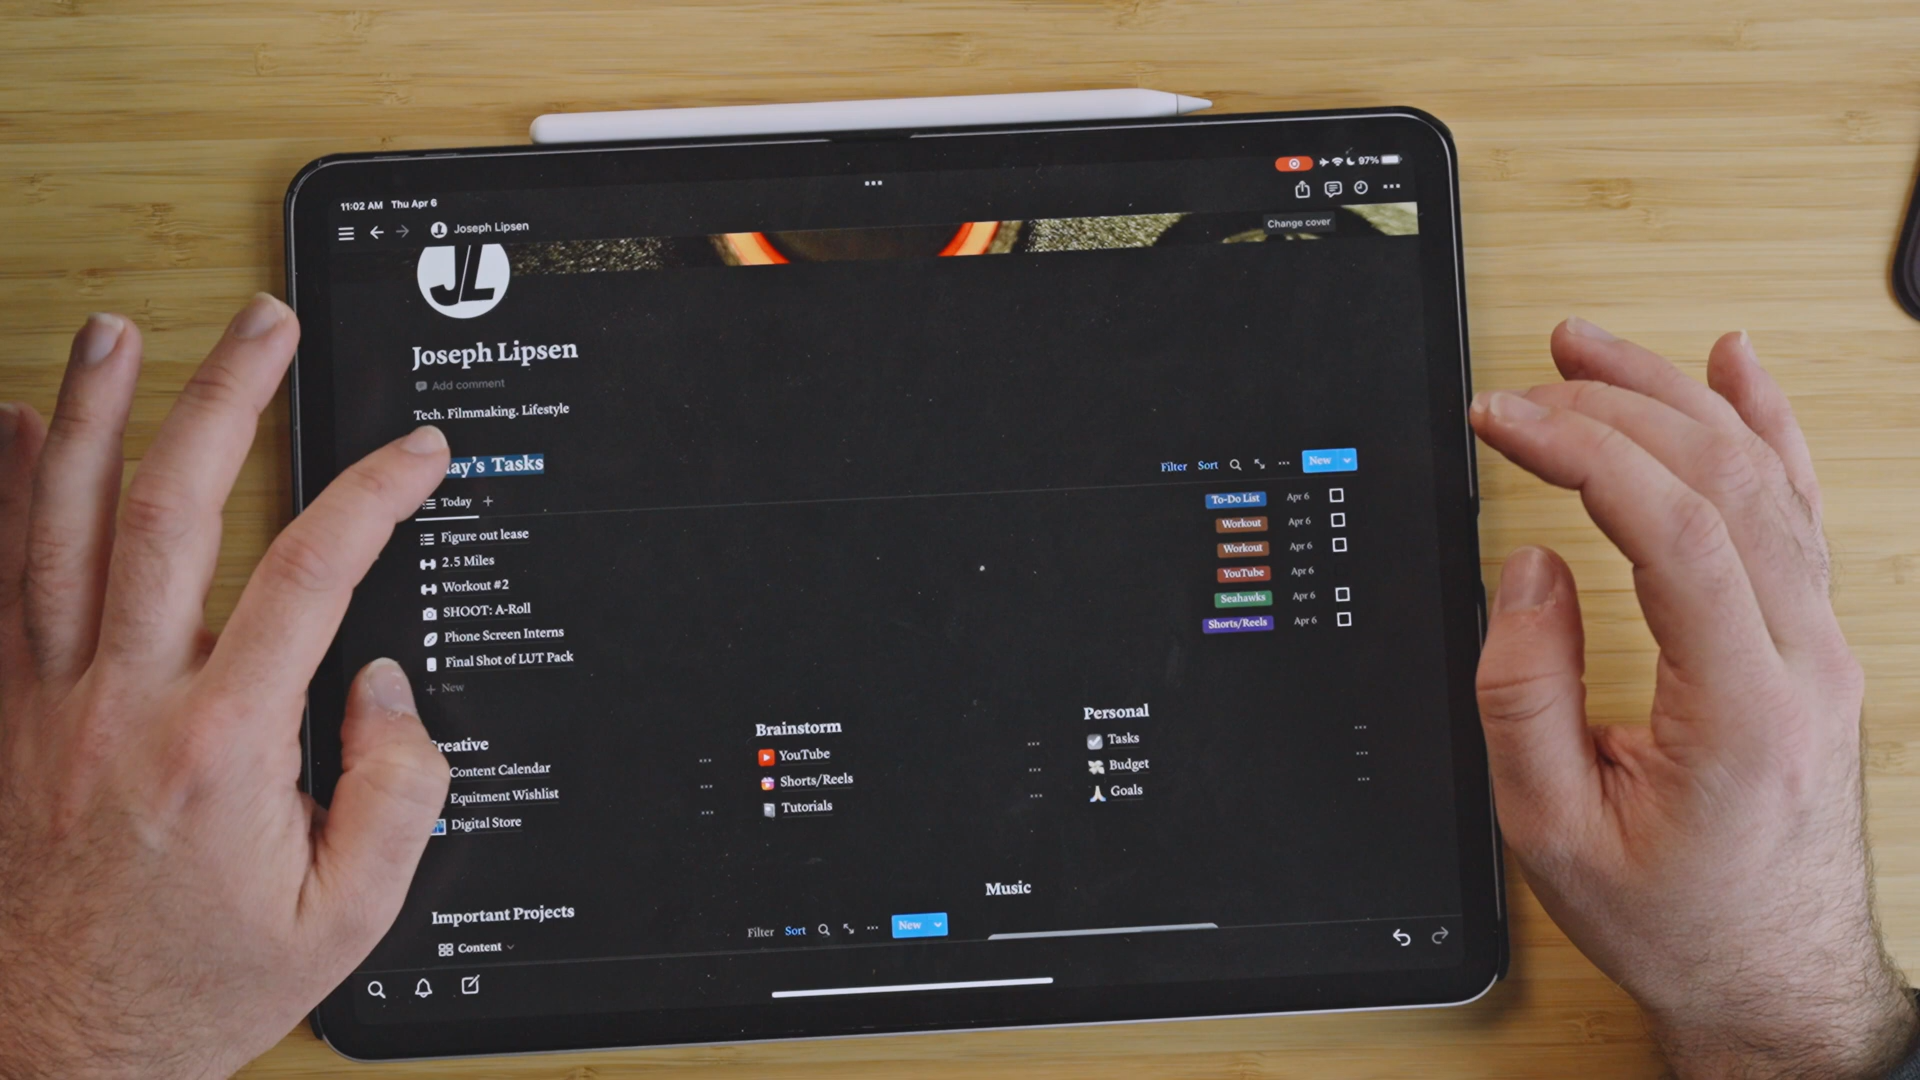 11:02 AM Thu Apr 6
97%
Joseph Lipsen
Change cover
JL
Joseph Lipsen
Add comment
Tech. Filmmaking. Lifestyle
ay's Tasks
Filter Sort New
Today +
Figure out lease To-Do List Apr 6
2.5 Miles Workout Apr 6
Workout #2 Workout Apr 6
SHOOT: A-Roll YouTube Apr 6
Phone Screen Interns Seahawks Apr 6
Final Shot of LUT Pack Shorts/Reels Apr 6
+ New
reative
Content Calendar
Equitment Wishlist
Digital Store
Brainstorm
YouTube
Shorts/Reels
Tutorials
Personal
Tasks
Budget
Goals
Important Projects
Content
Filter Sort New
Music